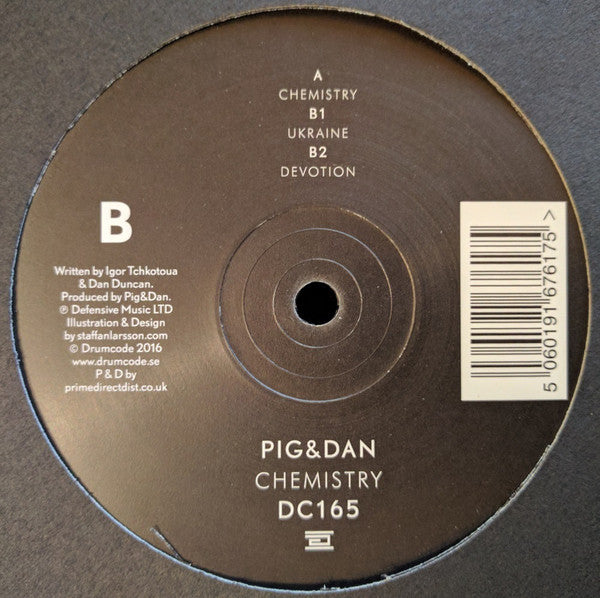 A
CHEMISTRY
B1
UKRAINE
B2
DEVOTION
B
Written by Igor Tchkotoua
& Dan Duncan.
Produced by Pig&Dan.
℗ Defensive Music LTD
Illustration & Design
by staffanlarsson.com
© Drumcode 2016
www.drumcode.se
P & D by
primedirectdist.co.uk
5 060191 676175 >
PIG&DAN
CHEMISTRY
DC165